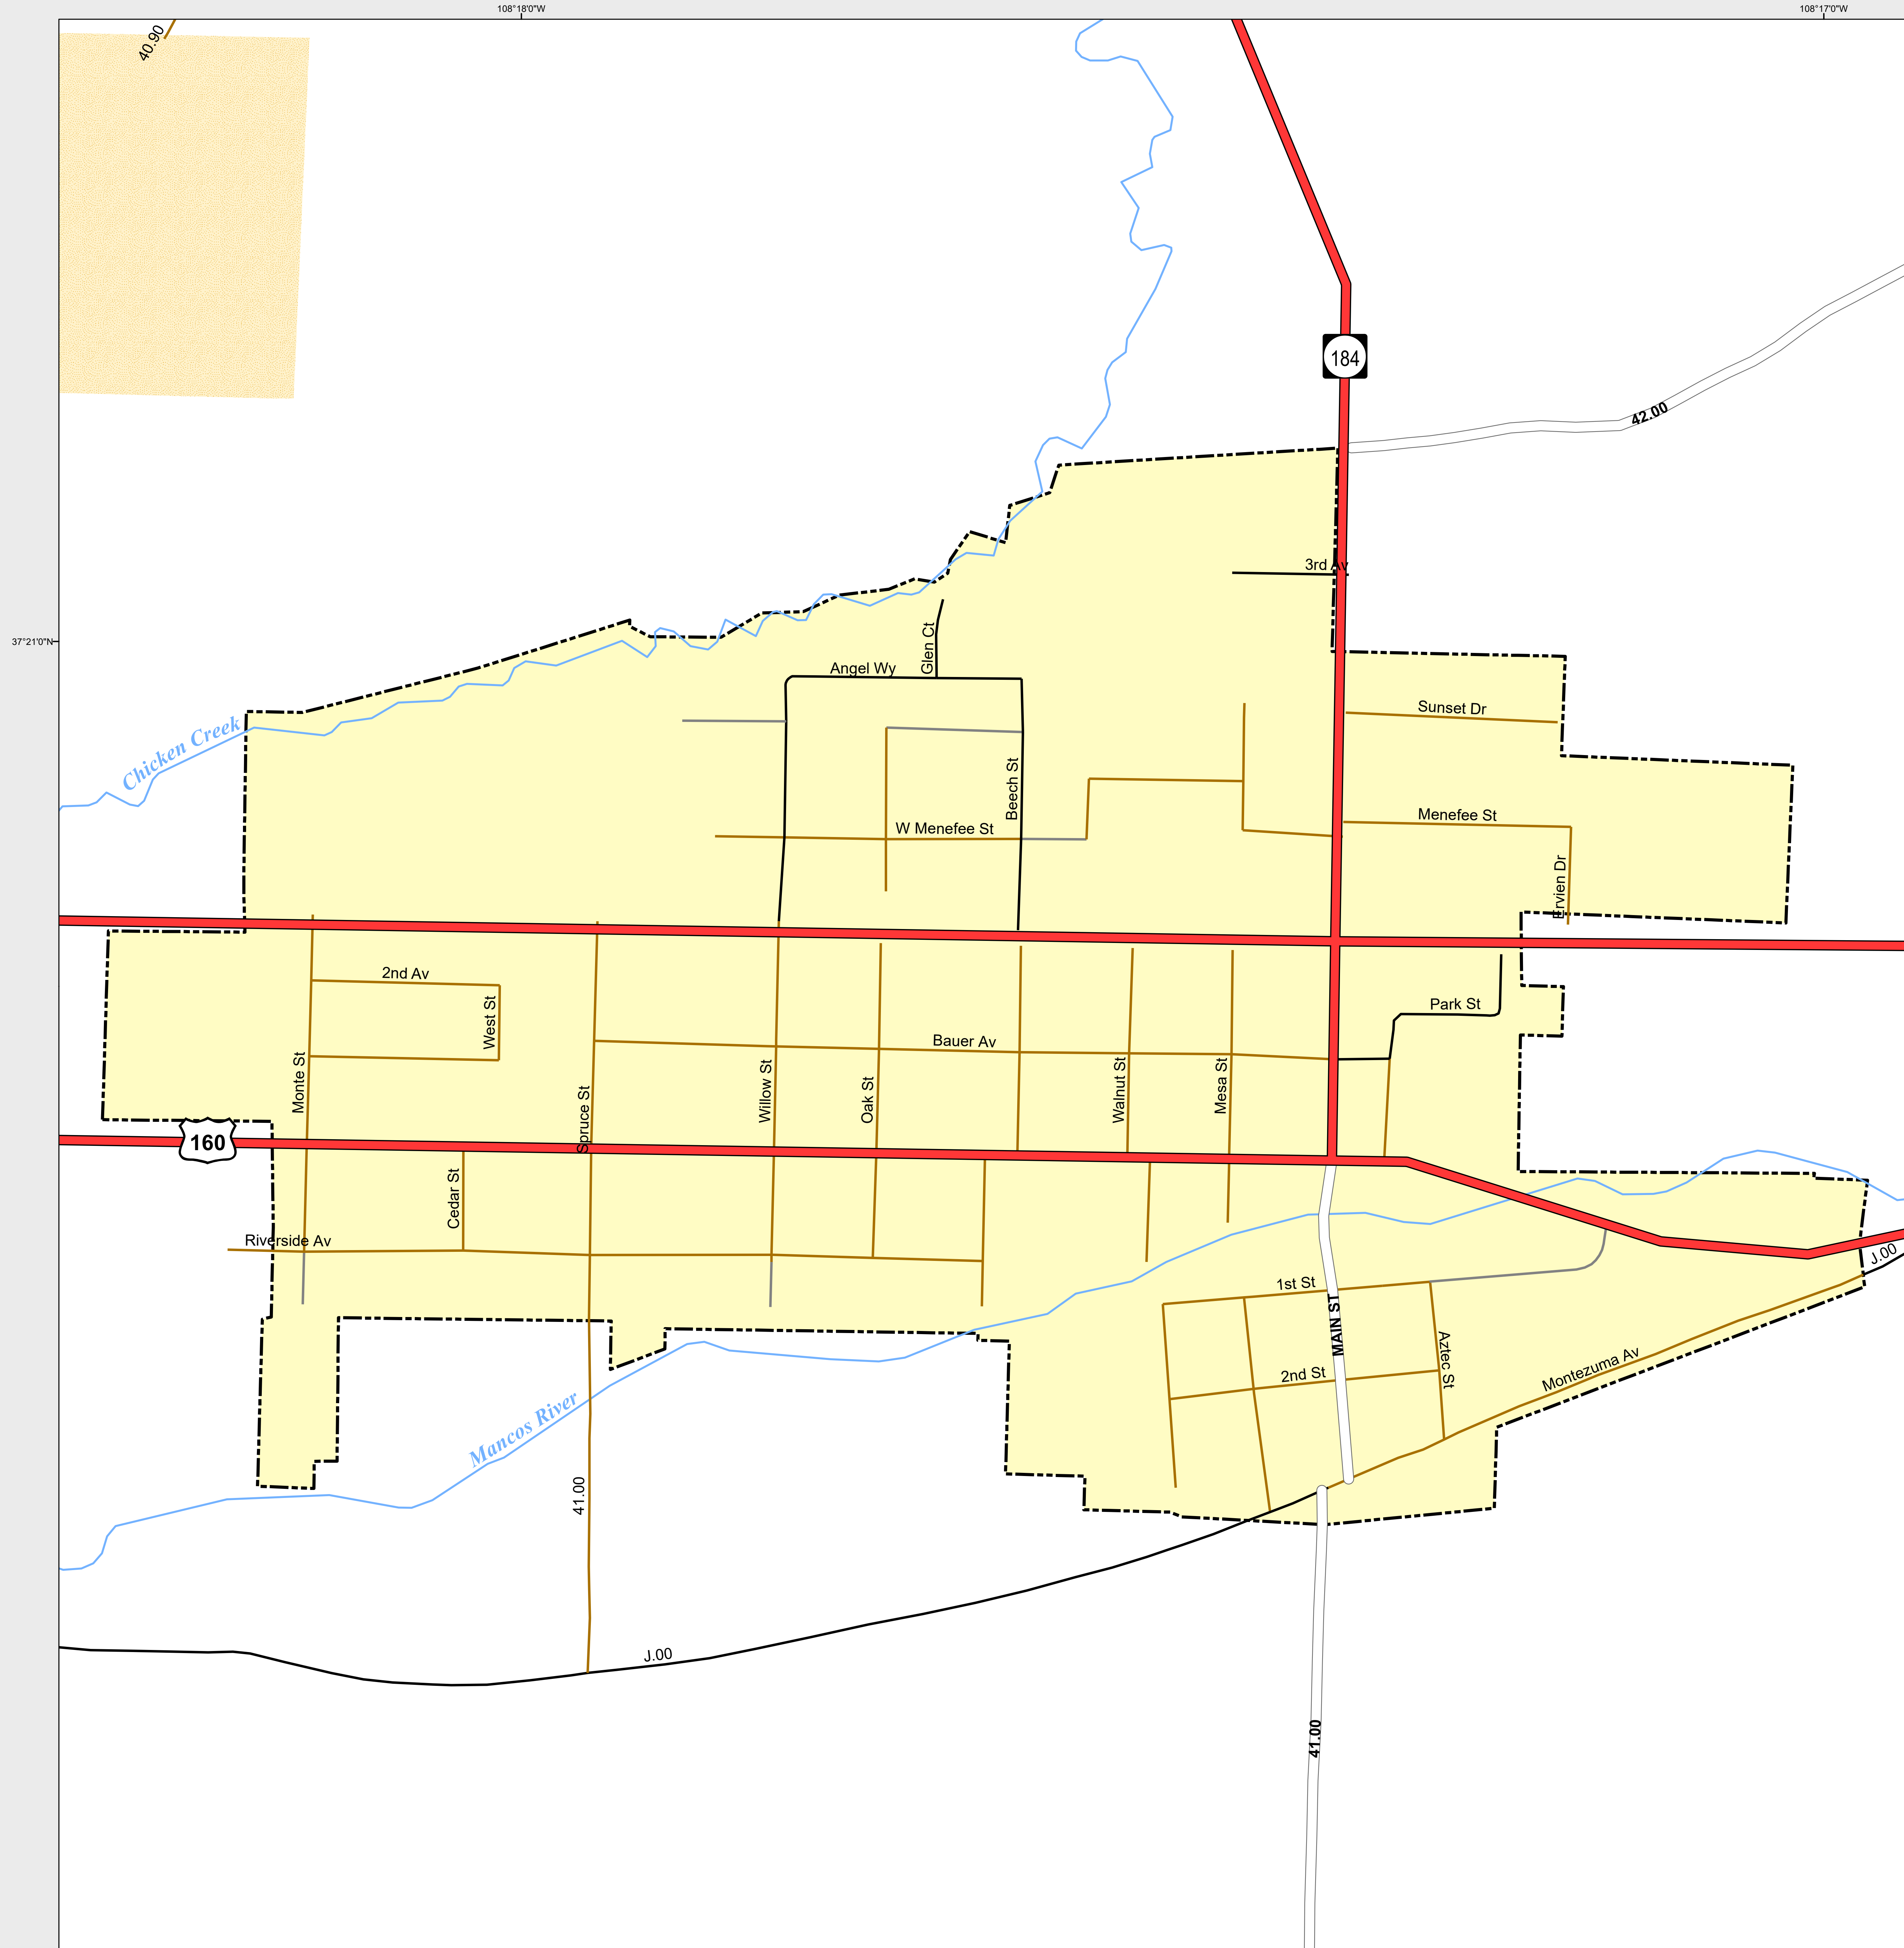 108°18'0"W
108°17'0"W
40.90
184
42.00
3rd Av
37°21'0"N
Glen Ct
Angel Wy
Sunset Dr
Chicken Creek
Beech St
W Menefee St
Menefee St
Ervien Dr
2nd Av
West St
Park St
Bauer Av
Monte St
Spruce St
Willow St
Oak St
Walnut St
Mesa St
160
Cedar St
Riverside Av
J.00
1st St
MAIN ST
Aztec St
2nd St
Montezuma Av
Mancos River
41.00
J.00
41.00